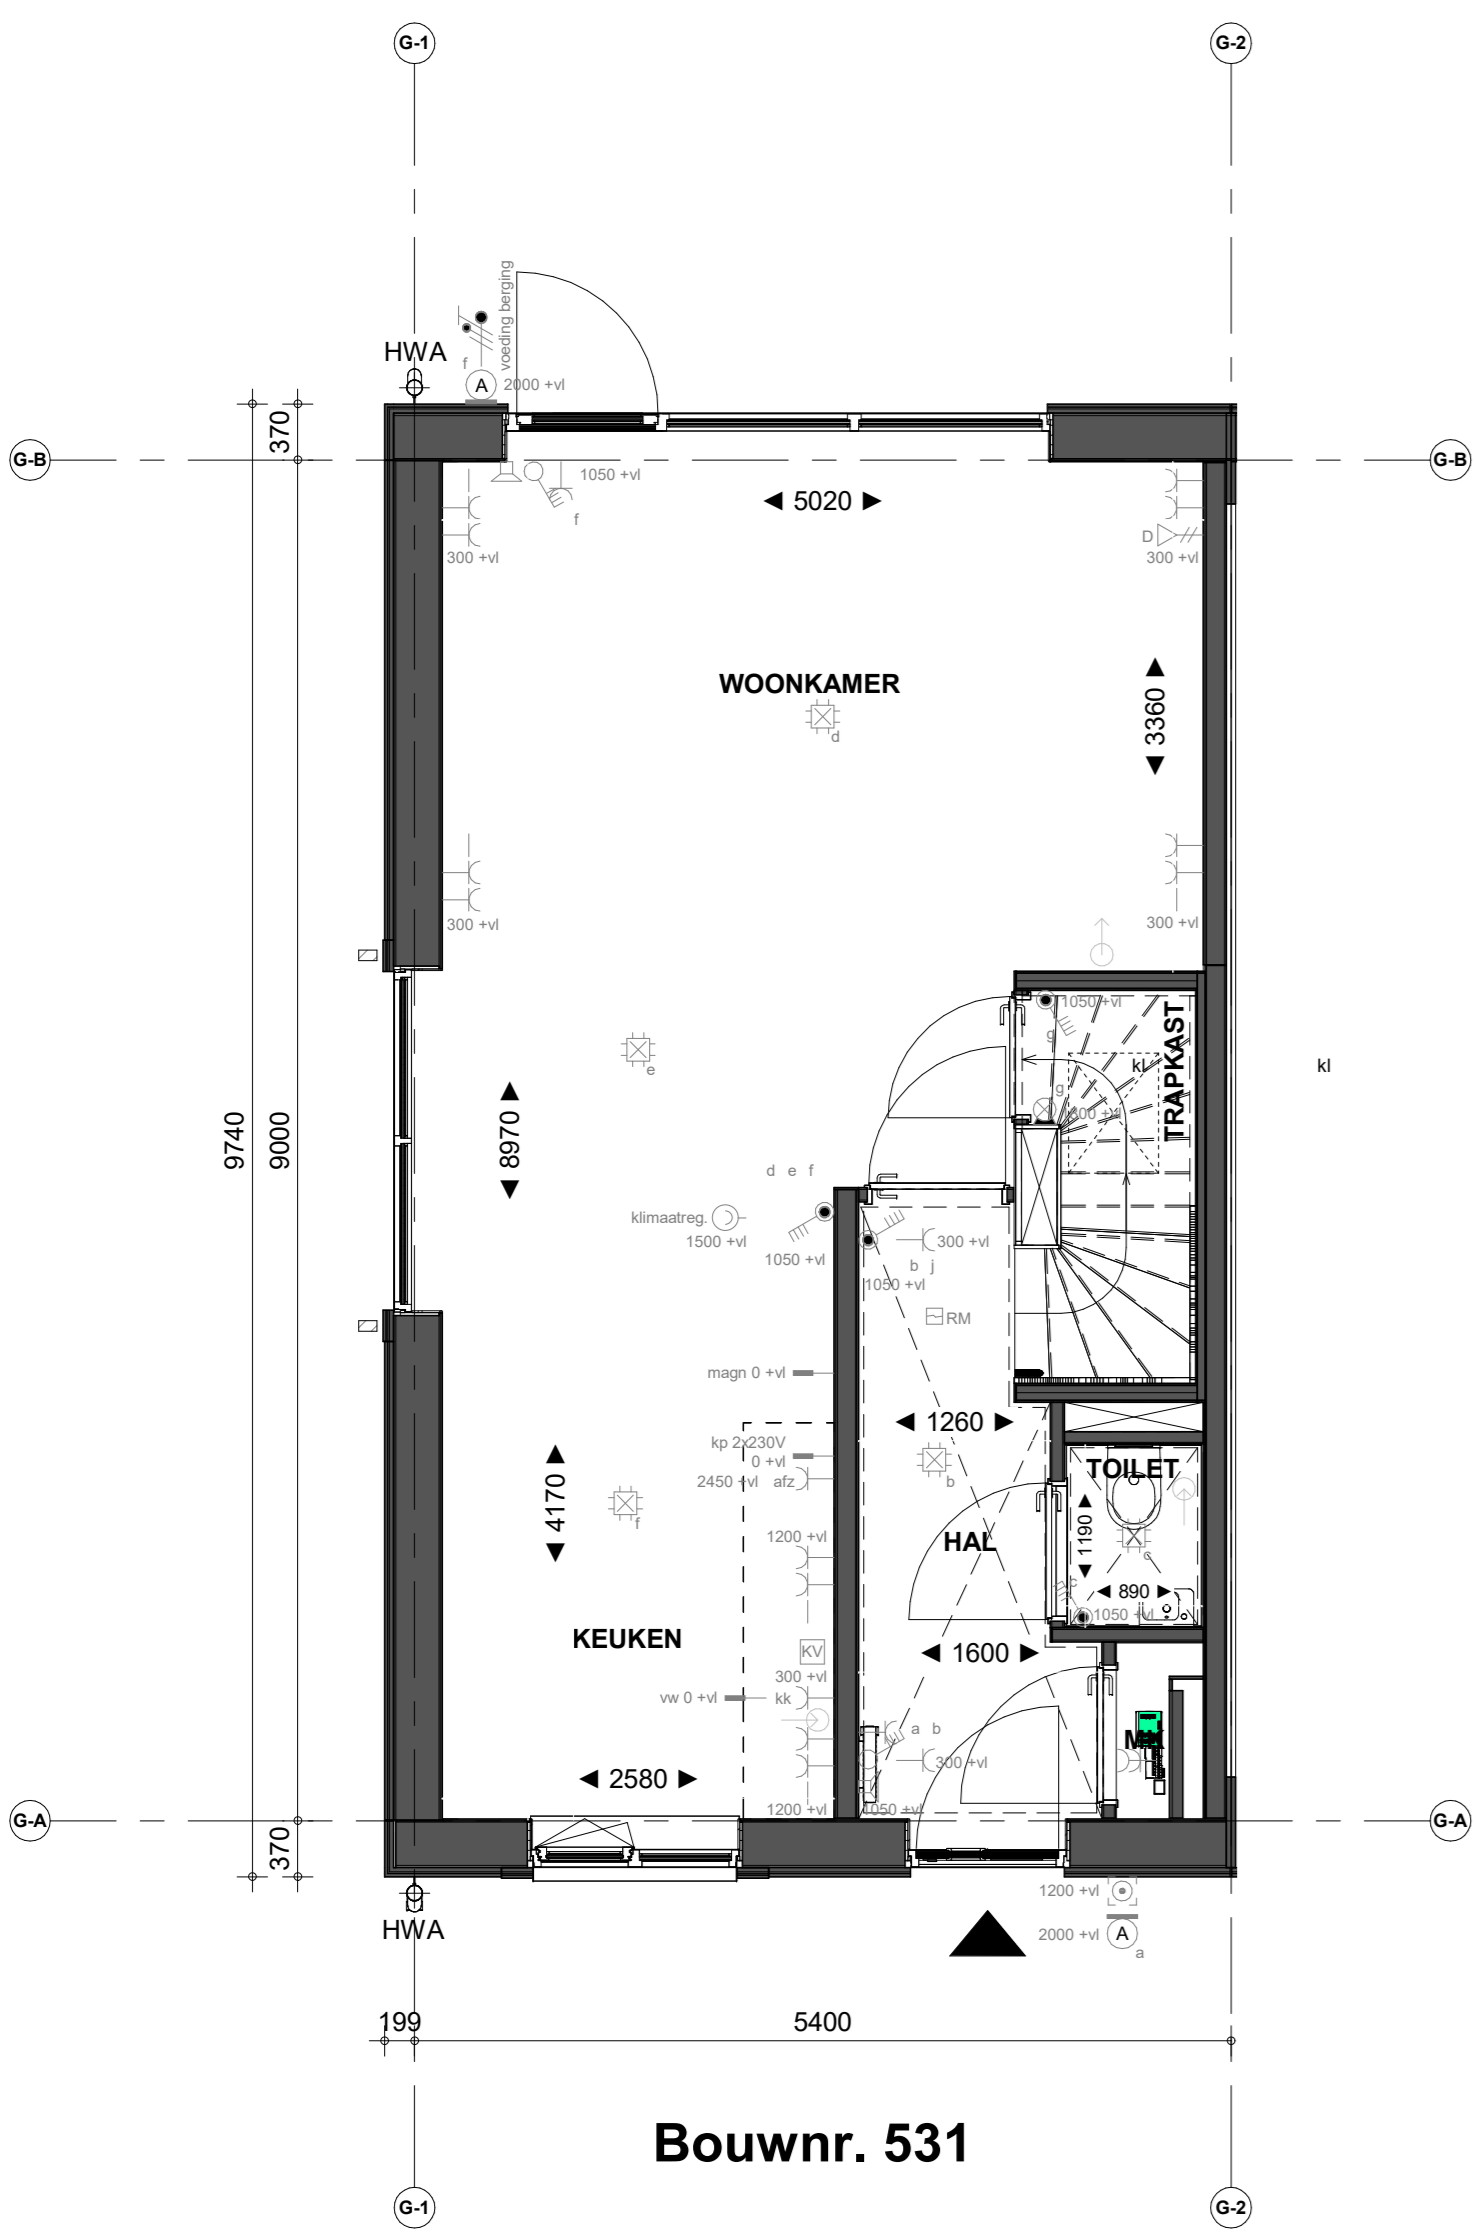 G-1
G-2
voeding berging
HWA
f
A
2000 +vl
370
G-B
G-B
1050 +vl
f
5020
300 +vl
D
300 +vl
WOONKAMER
d
3360
300 +vl
300 +vl
1050 +vl
g
TRAPKAST
kl
kl
e
g
300 +vl
9740
9000
8970
d e f
klimaatreg.
1500 +vl
1050 +vl
300 +vl
b j
1050 +vl
RM
magn 0 +vl
1260
kp 2x230V
0 +vl
2450 +vl afz
b
TOILET
4170
f
1190
c
1200 +vl
HAL
c
890
1050 +vl
KEUKEN
KV
300 +vl
1600
vw 0 +vl
kk
a b
MK
300 +vl
2580
1200 +vl
1050 +vl
G-A
G-A
370
1200 +vl
HWA
2000 +vl
A
a
199
5400
Bouwnr. 531
G-1
G-2